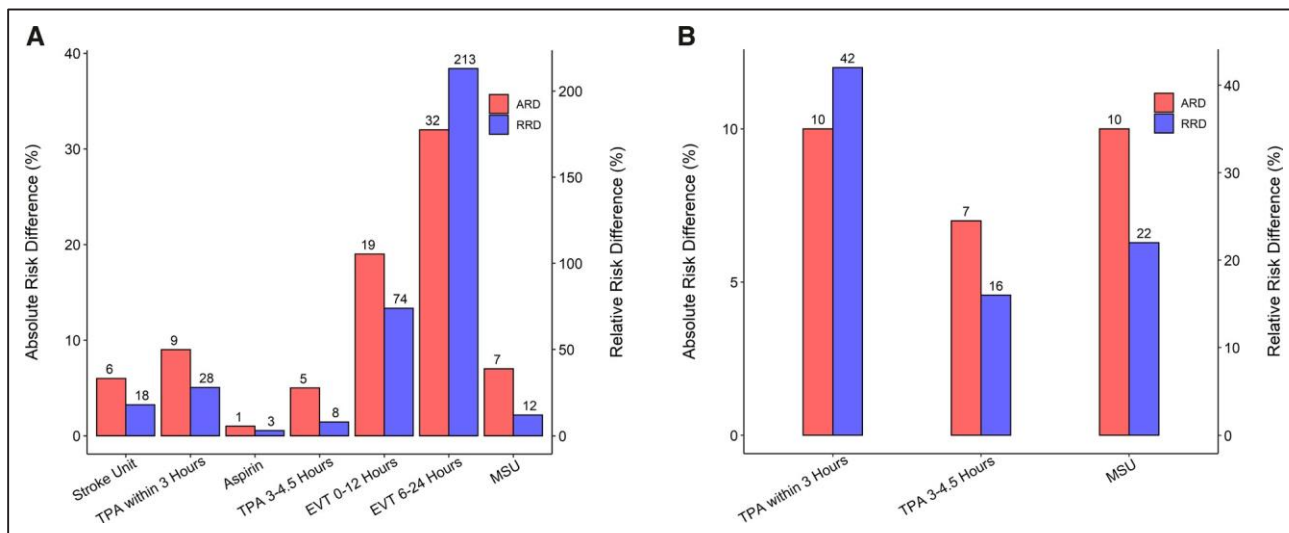 A
Absolute Risk Difference (%)
40
30
20
10
0
6
18
9
28
1
3
5
8
19
74
32
213
7
12
ARD
RRD
200
150
100
50
0
Relative Risk Difference (%)
Stroke Unit
TPA within 3 Hours
Aspirin
TPA 3-4.5 Hours
EVT 0-12 Hours
EVT 6-24 Hours
MSU
B
Absolute Risk Difference (%)
10
5
0
10
42
7
16
10
22
ARD
RRD
40
30
20
10
0
Relative Risk Difference (%)
TPA within 3 Hours
TPA 3-4.5 Hours
MSU